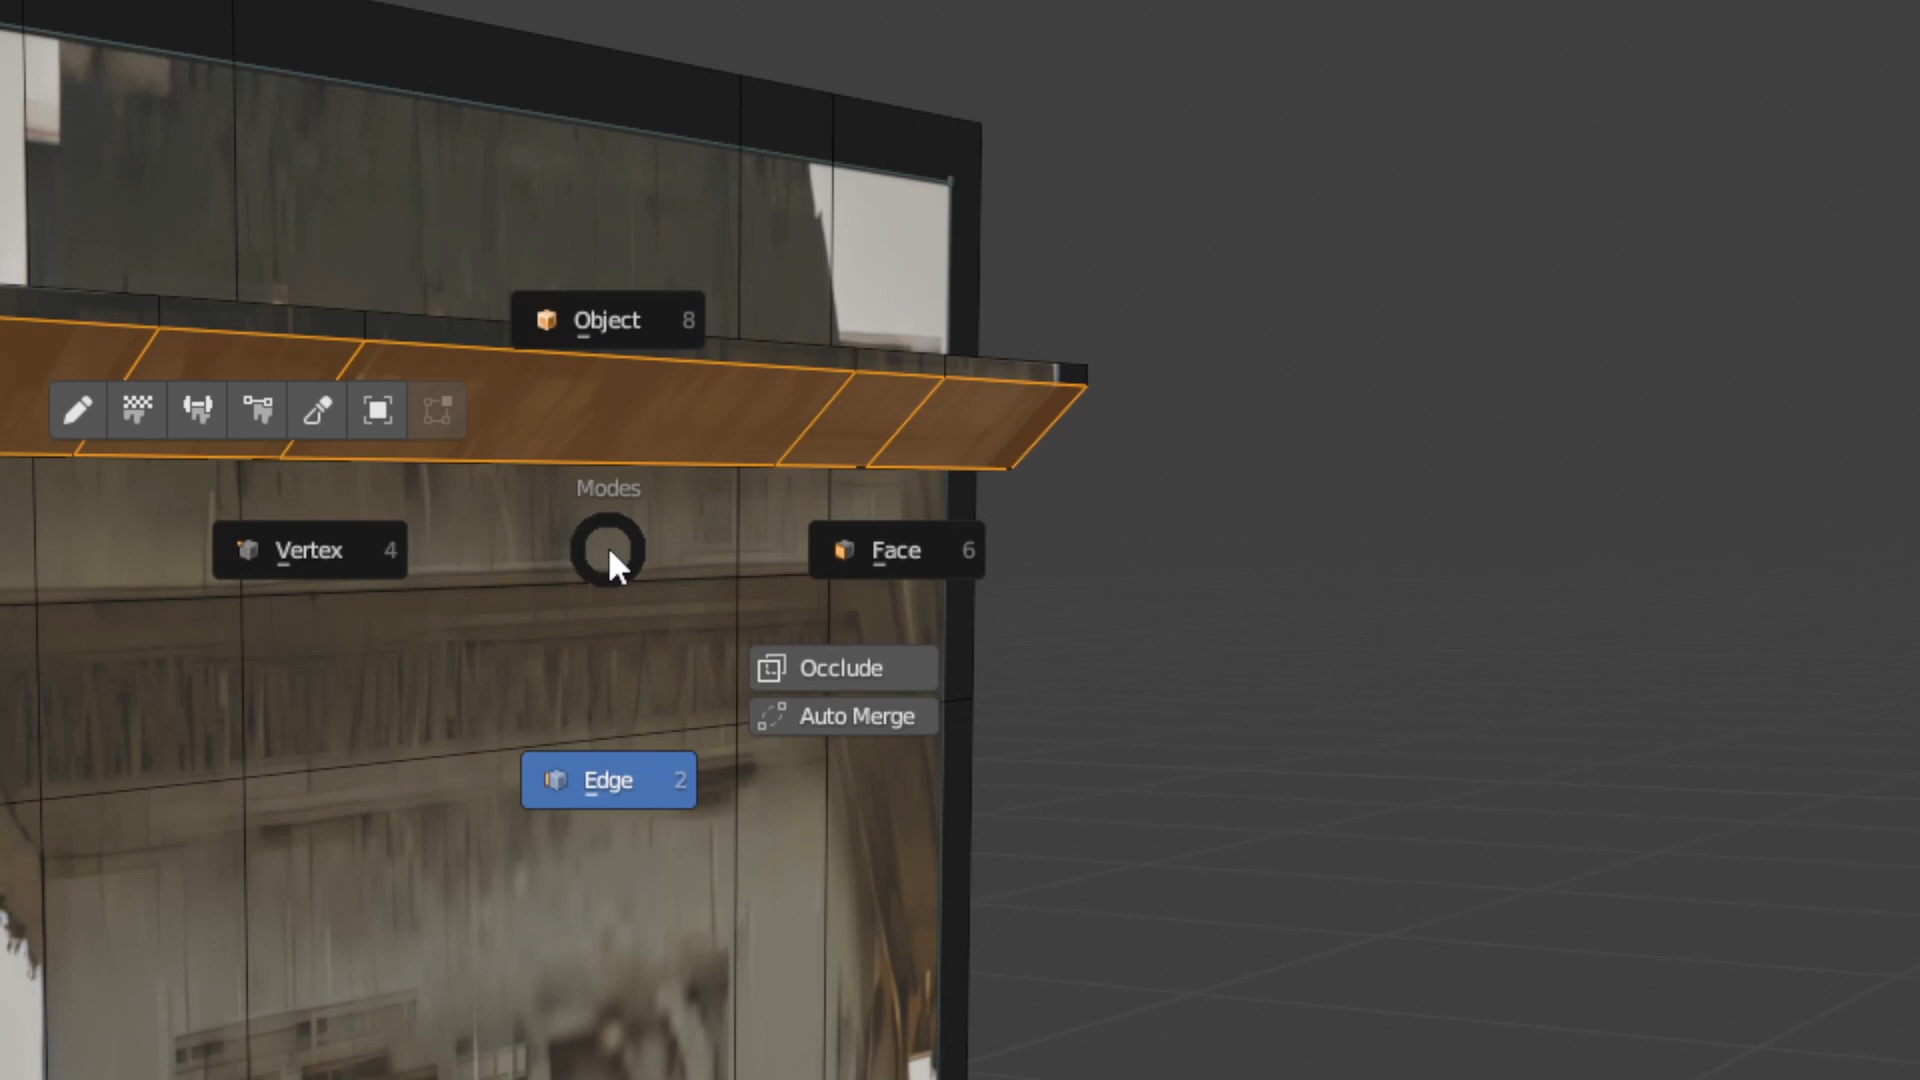 Object 8
Modes
Vertex 4
Face 6
Occlude
Auto Merge
Edge 2